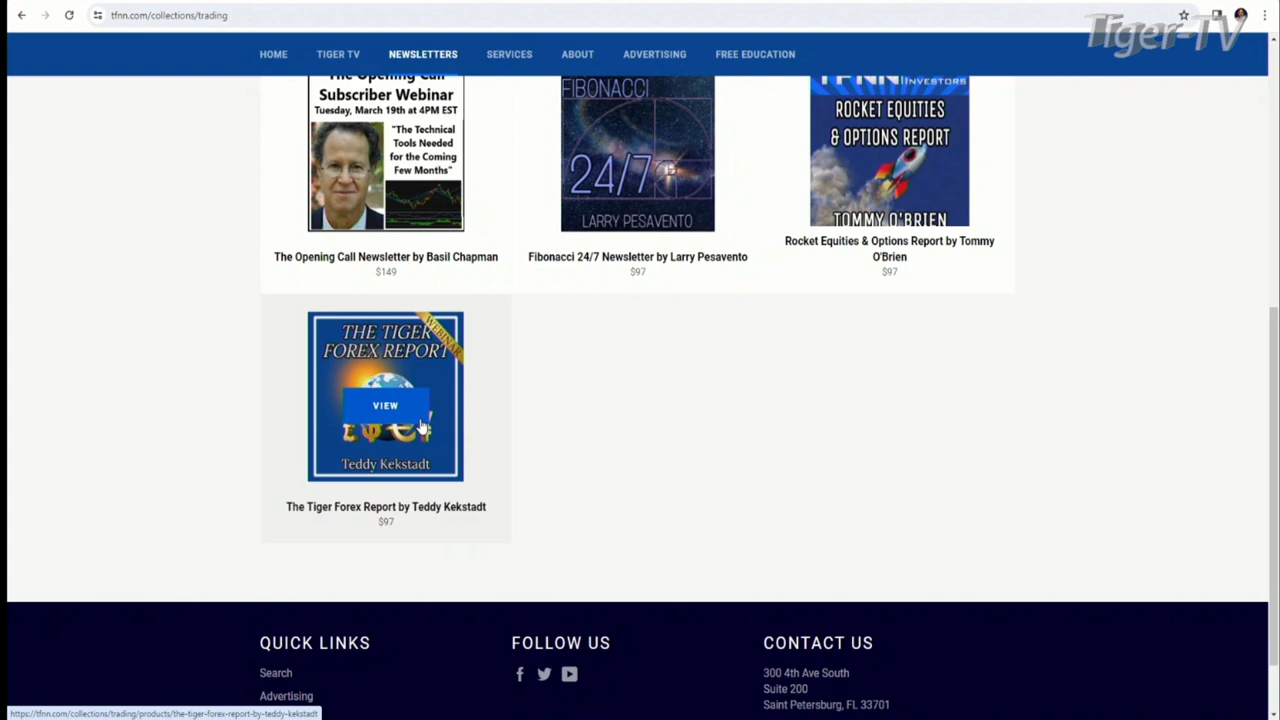 tfnn.com/collections/trading
Tiger-TV
HOME
TIGER TV
NEWSLETTERS
SERVICES
ABOUT
ADVERTISING
FREE EDUCATION
The Opening Call
Subscriber Webinar
Tuesday, March 19th at 4PM EST
"The Technical
Tools Needed
for the Coming
Few Months"
FIBONACCI
24/7
LARRY PESAVENTO
TFNN INVESTORS
ROCKET EQUITIES
& OPTIONS REPORT
TOMMY O'BRIEN
The Opening Call Newsletter by Basil Chapman
$149
Fibonacci 24/7 Newsletter by Larry Pesavento
$97
Rocket Equities & Options Report by Tommy
O'Brien
$97
THE TIGER
FOREX REPORT
WEBINAR
VIEW
Teddy Kekstadt
The Tiger Forex Report by Teddy Kekstadt
$97
QUICK LINKS
Search
Advertising
FOLLOW US
CONTACT US
300 4th Ave South
Suite 200
Saint Petersburg, FL 33701
https://tfnn.com/collections/trading/products/the-tiger-forex-report-by-teddy-kekstadt